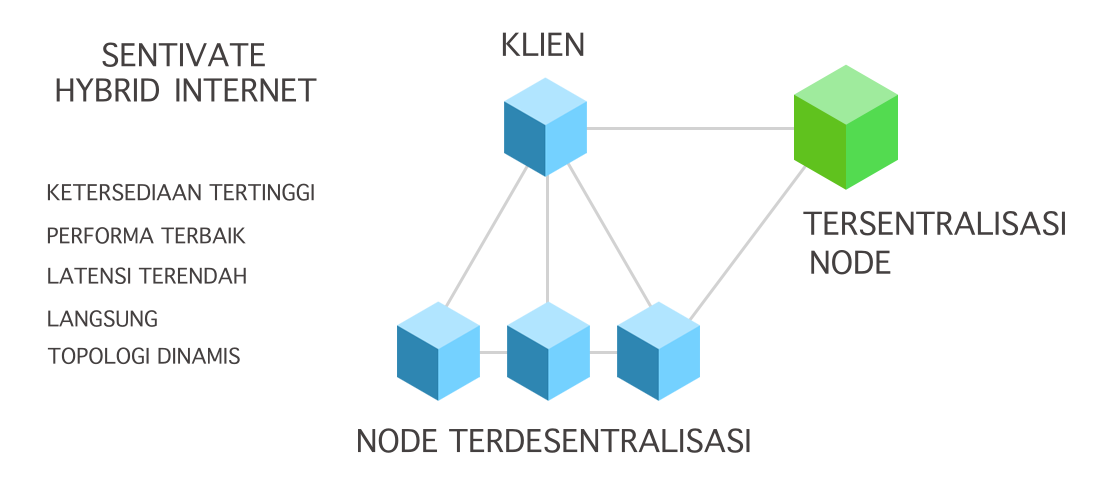 SENTIVATE
HYBRID INTERNET
KETERSEDIAAN TERTINGGI
PERFORMA TERBAIK
LATENSI TERENDAH
LANGSUNG
TOPOLOGI DINAMIS
KLIEN
TERSENTRALISASI
NODE
NODE TERDESENTRALISASI